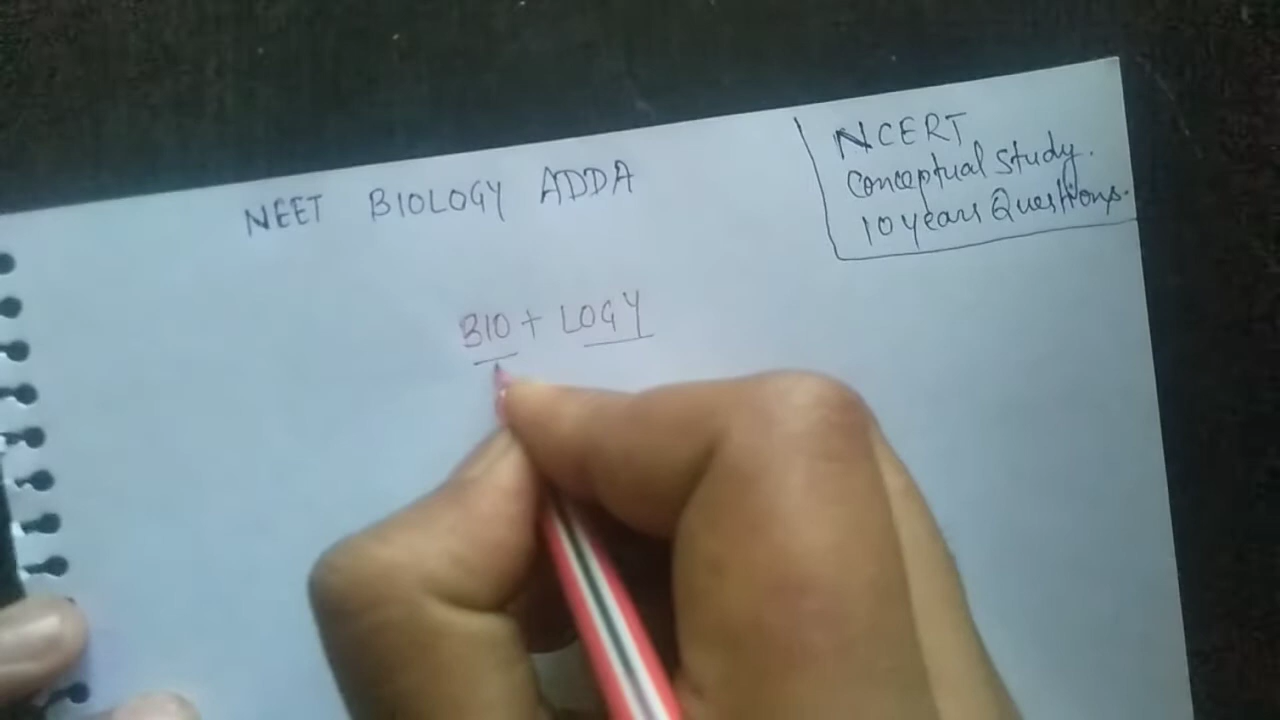 NEET BIOLOGY ADDA
NCERT
Conceptual Study.
10 years Questions.
BIO + LOGY